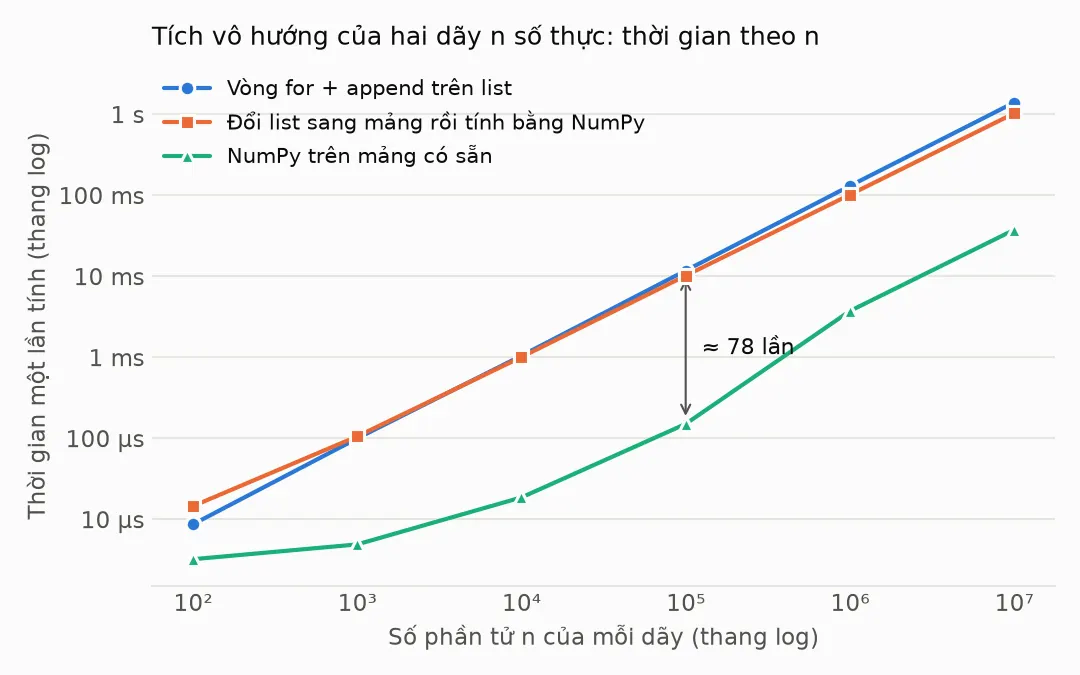 Tích vô hướng của hai dãy n số thực: thời gian theo n
Vòng for + append trên list
Đổi list sang mảng rồi tính bằng NumPy
NumPy trên mảng có sẵn
Thời gian một lần tính (thang log)
1 s
100 ms
10 ms
1 ms
100 µs
10 µs
≈ 78 lần
10² 10³ 10⁴ 10⁵ 10⁶ 10⁷
Số phần tử n của mỗi dãy (thang log)